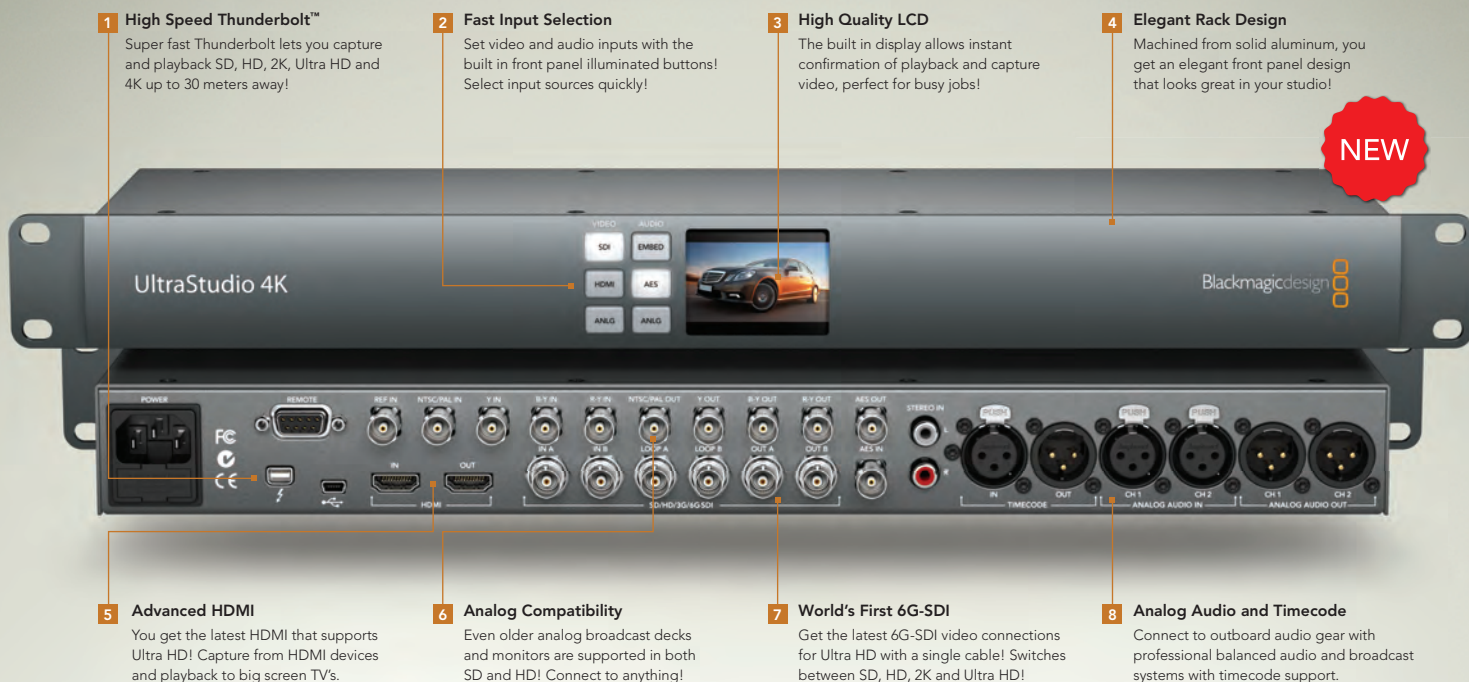 1 High Speed Thunderbolt™
Super fast Thunderbolt lets you capture
and playback SD, HD, 2K, Ultra HD and
4K up to 30 meters away!
2 Fast Input Selection
Set video and audio inputs with the
built in front panel illuminated buttons!
Select input sources quickly!
3 High Quality LCD
The built in display allows instant
confirmation of playback and capture
video, perfect for busy jobs!
4 Elegant Rack Design
Machined from solid aluminum, you
get an elegant front panel design
that looks great in your studio!
NEW
VIDEO AUDIO
SDI EMBED
HDMI AES
ANLG ANLG
UltraStudio 4K
Blackmagicdesign
POWER
REMOTE
REF IN NTSC/PAL IN Y IN B-Y IN R-Y IN NTSC/PAL OUT Y OUT B-Y OUT R-Y OUT AES OUT
STEREO IN
L
R
PUSH PUSH PUSH
FC
CE
IN A IN B LOOP A LOOP B OUT A OUT B AES IN
IN OUT
HDMI
SD/HD/3G/6G SDI
IN OUT CH 1 CH 2 CH 1 CH 2
TIMECODE ANALOG AUDIO IN ANALOG AUDIO OUT
5 Advanced HDMI
You get the latest HDMI that supports
Ultra HD! Capture from HDMI devices
and playback to big screen TV's.
6 Analog Compatibility
Even older analog broadcast decks
and monitors are supported in both
SD and HD! Connect to anything!
7 World's First 6G-SDI
Get the latest 6G-SDI video connections
for Ultra HD with a single cable! Switches
between SD, HD, 2K and Ultra HD!
8 Analog Audio and Timecode
Connect to outboard audio gear with
professional balanced audio and broadcast
systems with timecode support.